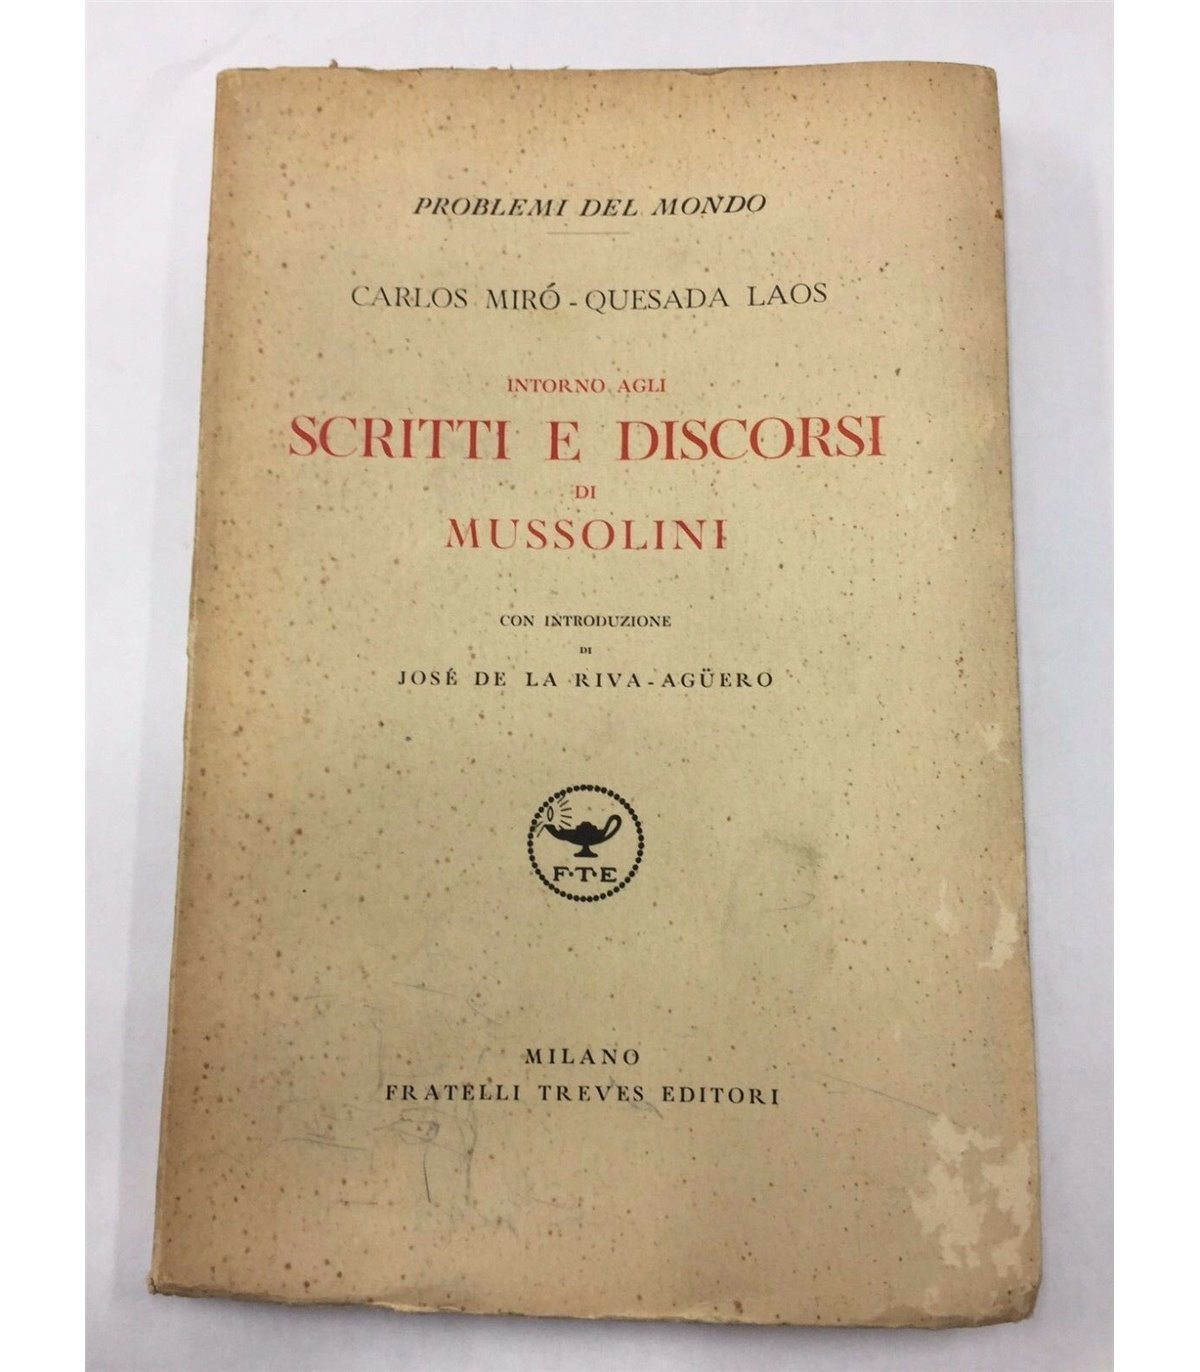 PROBLEMI DEL MONDO
CARLOS MIRÓ-QUESADA LAOS
INTORNO AGLI
SCRITTI E DISCORSI
DI
MUSSOLINI
CON INTRODUZIONE
DI
JOSÉ DE LA RIVA-AGÜERO
F·T·E
MILANO
FRATELLI TREVES EDITORI